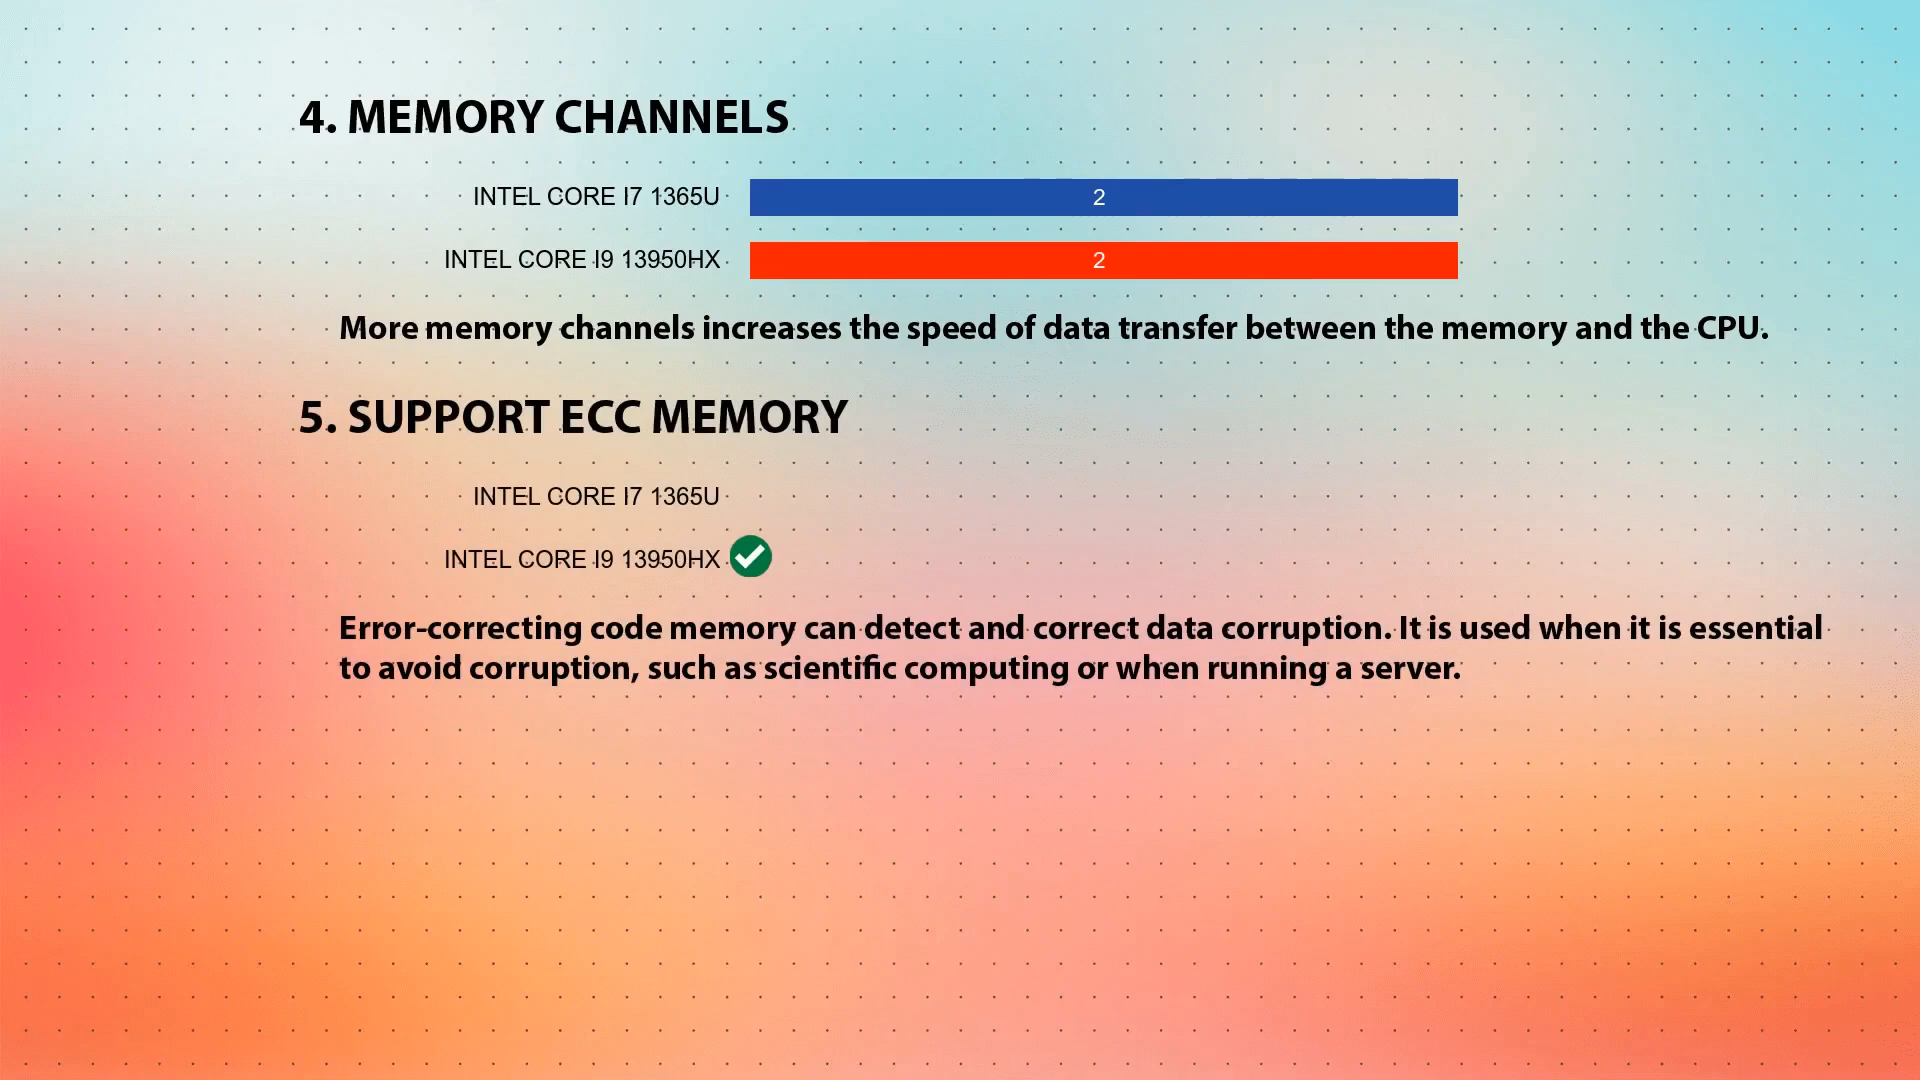 4. MEMORY CHANNELS
INTEL CORE I7 1365U
2
INTEL CORE I9 13950HX
2
More memory channels increases the speed of data transfer between the memory and the CPU.
5. SUPPORT ECC MEMORY
INTEL CORE I7 1365U
INTEL CORE I9 13950HX
Error-correcting code memory can detect and correct data corruption. It is used when it is essential
to avoid corruption, such as scientific computing or when running a server.